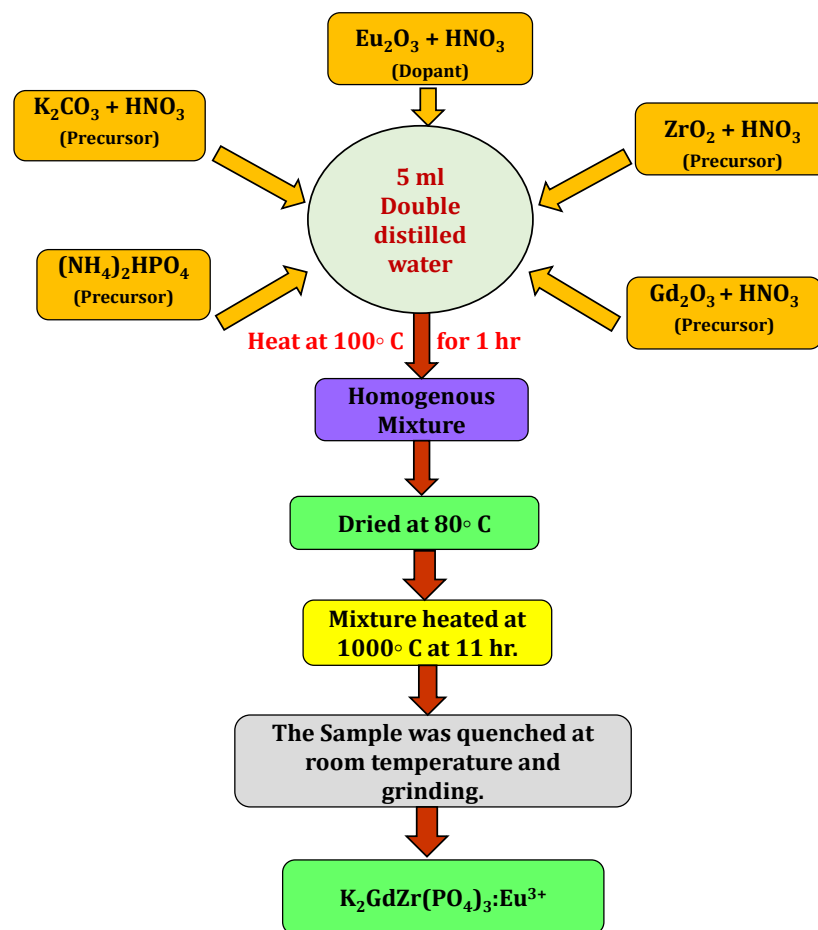 Eu₂O₃ + HNO₃
(Dopant)
K₂CO₃ + HNO₃
(Precursor)
ZrO₂ + HNO₃
(Precursor)
5 ml
Double
distilled
water
(NH₄)₂HPO₄
(Precursor)
Gd₂O₃ + HNO₃
(Precursor)
Heat at 100◦ C for 1 hr
Homogenous
Mixture
Dried at 80◦ C
Mixture heated at
1000◦ C at 11 hr.
The Sample was quenched at
room temperature and
grinding.
K₂GdZr(PO₄)₃:Eu³⁺